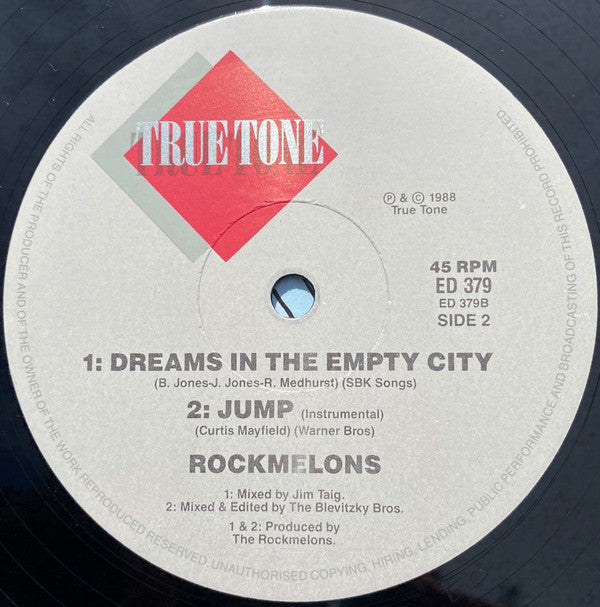 TRUE TONE
TRUE TONE
℗ & © 1988
True Tone
45 RPM
ED 379
ED 379B
SIDE 2
1: DREAMS IN THE EMPTY CITY
(B. Jones-J. Jones-R. Medhurst) (SBK Songs)
2: JUMP (Instrumental)
(Curtis Mayfield) (Warner Bros)
ROCKMELONS
1: Mixed by Jim Taig.
2: Mixed & Edited by The Blevitzky Bros.
1 & 2: Produced by
The Rockmelons.
ALL RIGHTS OF THE PRODUCER AND OF THE OWNER OF THE WORK REPRODUCED RESERVED. UNAUTHORISED COPYING, HIRING, LENDING, PUBLIC PERFORMANCE AND BROADCASTING OF THIS RECORD PROHIBITED